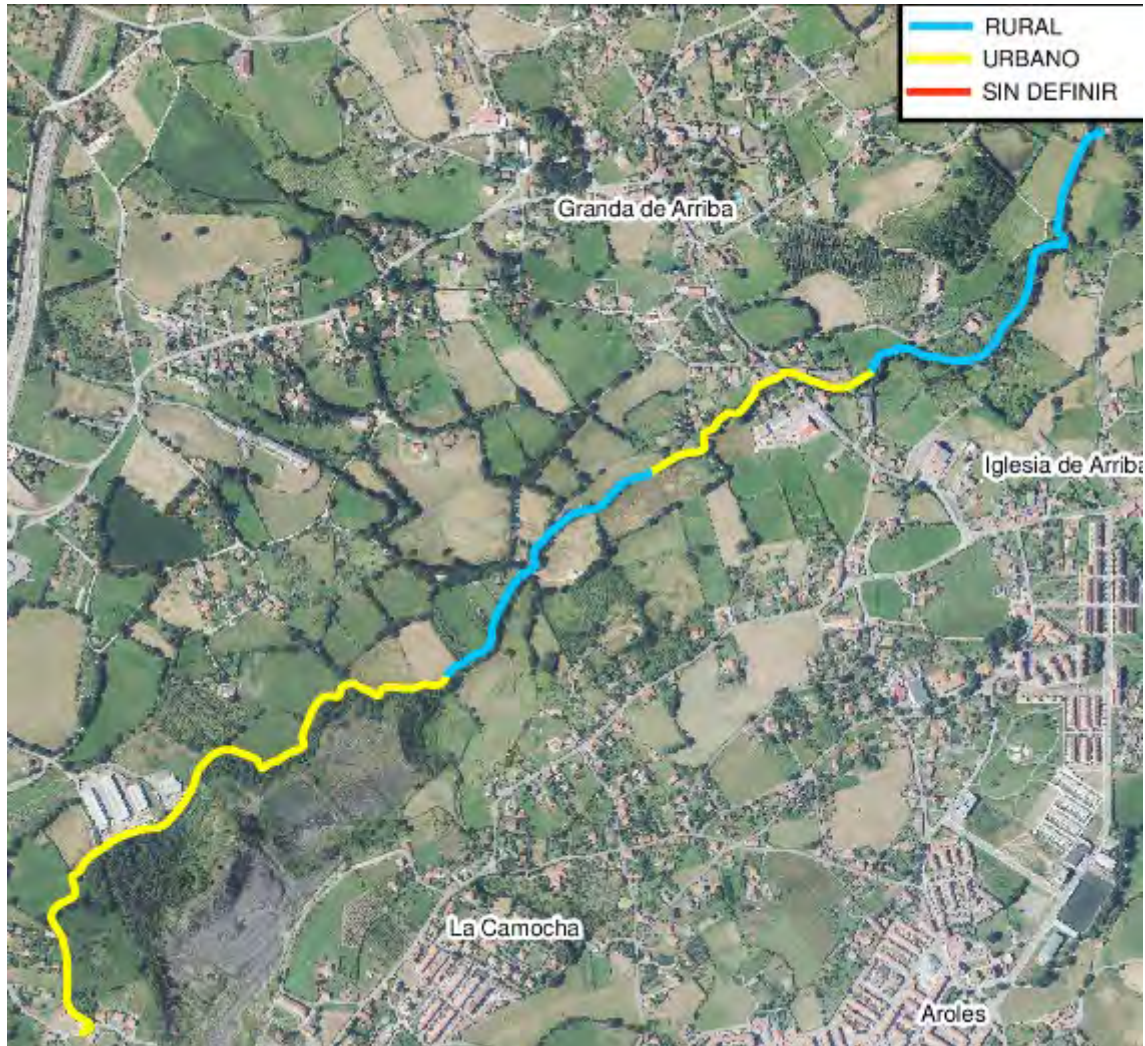 RURAL
URBANO
SIN DEFINIR
Granda de Arriba
Iglesia de Arriba
La Camocha
Aroles